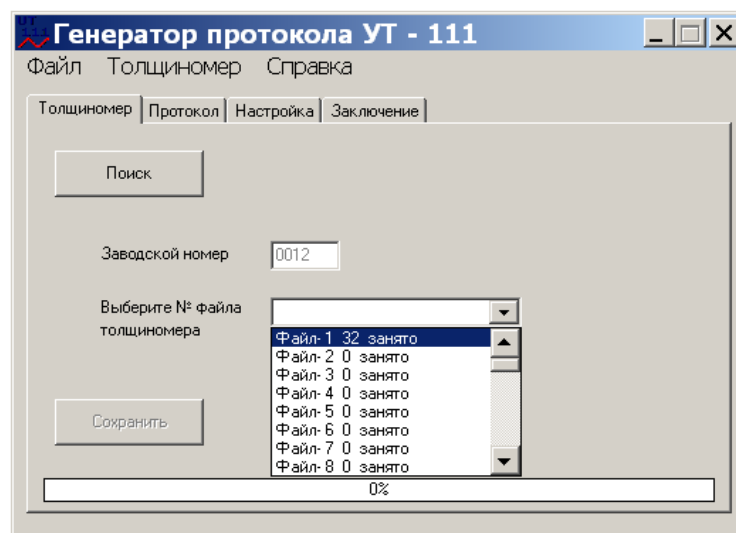 UT
111
Генератор протокола УТ - 111
Файл Толщиномер Справка
Толщиномер Протокол Настройка Заключение
Поиск
Заводской номер 0012
Выберите № файла
толщиномера
Файл- 1 32 занято
Файл- 2 0 занято
Файл- 3 0 занято
Файл- 4 0 занято
Файл- 5 0 занято
Файл- 6 0 занято
Файл- 7 0 занято
Файл- 8 0 занято
Сохранить
0%